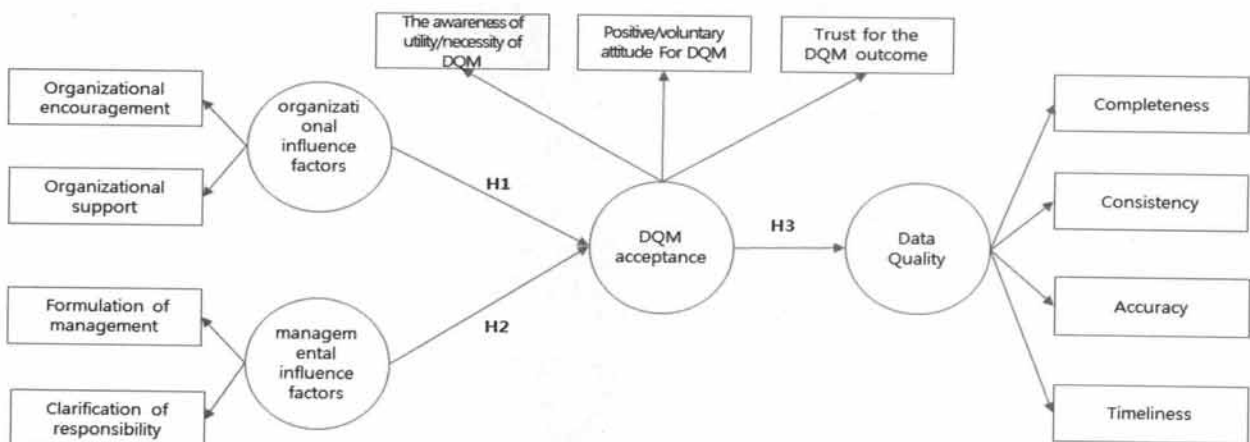 The awareness of
utility/necessity of
DQM
Positive/voluntary
attitude For DQM
Trust for the
DQM outcome
Organizational
encouragement
organizati
onal
influence
factors
Completeness
Organizational
support
H1
Consistency
DQM
acceptance
H3
Data
Quality
Formulation of
management
H2
managem
ental
influence
factors
Accuracy
Clarification of
responsibility
Timeliness